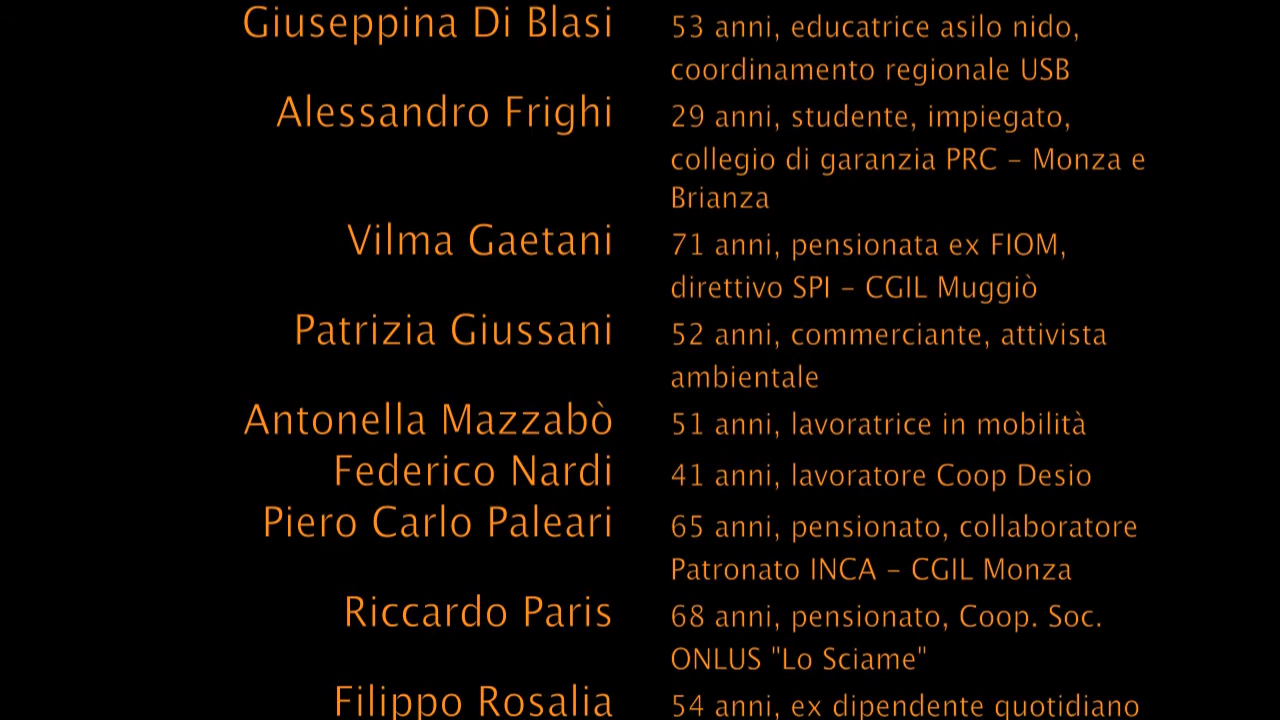 Giuseppina Di Blasi 53 anni, educatrice asilo nido,
coordinamento regionale USB
Alessandro Frighi 29 anni, studente, impiegato,
collegio di garanzia PRC – Monza e
Brianza
Vilma Gaetani 71 anni, pensionata ex FIOM,
direttivo SPI – CGIL Muggiò
Patrizia Giussani 52 anni, commerciante, attivista
ambientale
Antonella Mazzabò 51 anni, lavoratrice in mobilità
Federico Nardi 41 anni, lavoratore Coop Desio
Piero Carlo Paleari 65 anni, pensionato, collaboratore
Patronato INCA – CGIL Monza
Riccardo Paris 68 anni, pensionato, Coop. Soc.
ONLUS "Lo Sciame"
Filippo Rosalia 54 anni, ex dipendente quotidiano